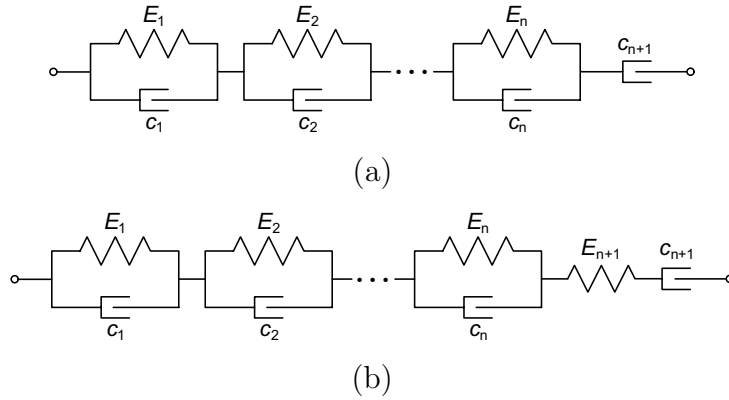 E₁ E₂ Eₙ cₙ₊₁
c₁ c₂ cₙ
(a)
E₁ E₂ Eₙ Eₙ₊₁ cₙ₊₁
c₁ c₂ cₙ
(b)